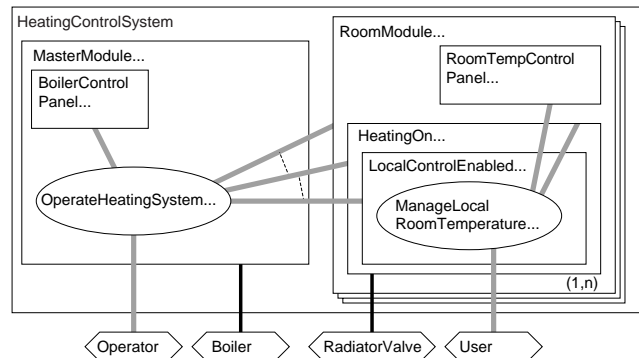 HeatingControlSystem
MasterModule...
BoilerControl
Panel...
OperateHeatingSystem...
RoomModule...
RoomTempControl
Panel...
HeatingOn...
LocalControlEnabled...
ManageLocal
RoomTemperature...
(1,n)
Operator
Boiler
RadiatorValve
User